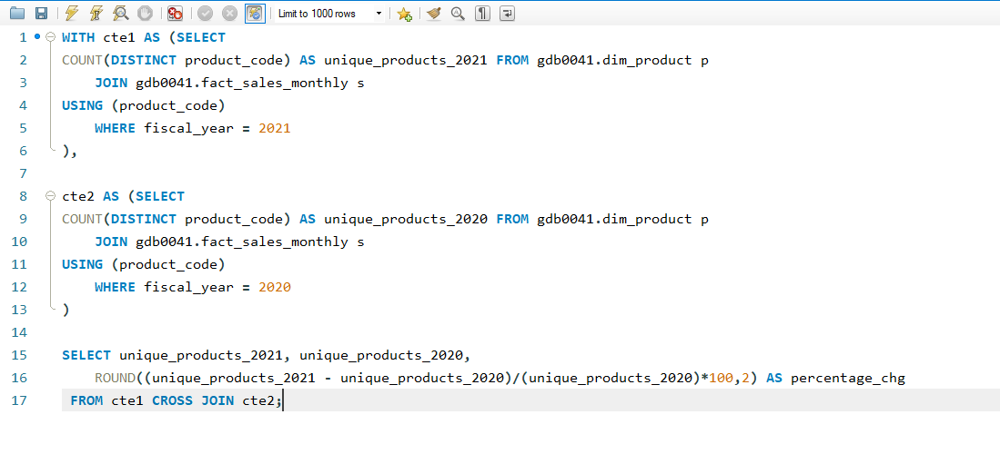 Limit to 1000 rows
1 WITH cte1 AS (SELECT
2 COUNT(DISTINCT product_code) AS unique_products_2021 FROM gdb0041.dim_product p
3 JOIN gdb0041.fact_sales_monthly s
4 USING (product_code)
5 WHERE fiscal_year = 2021
6 ),
7
8 cte2 AS (SELECT
9 COUNT(DISTINCT product_code) AS unique_products_2020 FROM gdb0041.dim_product p
10 JOIN gdb0041.fact_sales_monthly s
11 USING (product_code)
12 WHERE fiscal_year = 2020
13 )
14
15 SELECT unique_products_2021, unique_products_2020,
16 ROUND((unique_products_2021 - unique_products_2020)/(unique_products_2020)*100,2) AS percentage_chg
17 FROM cte1 CROSS JOIN cte2;